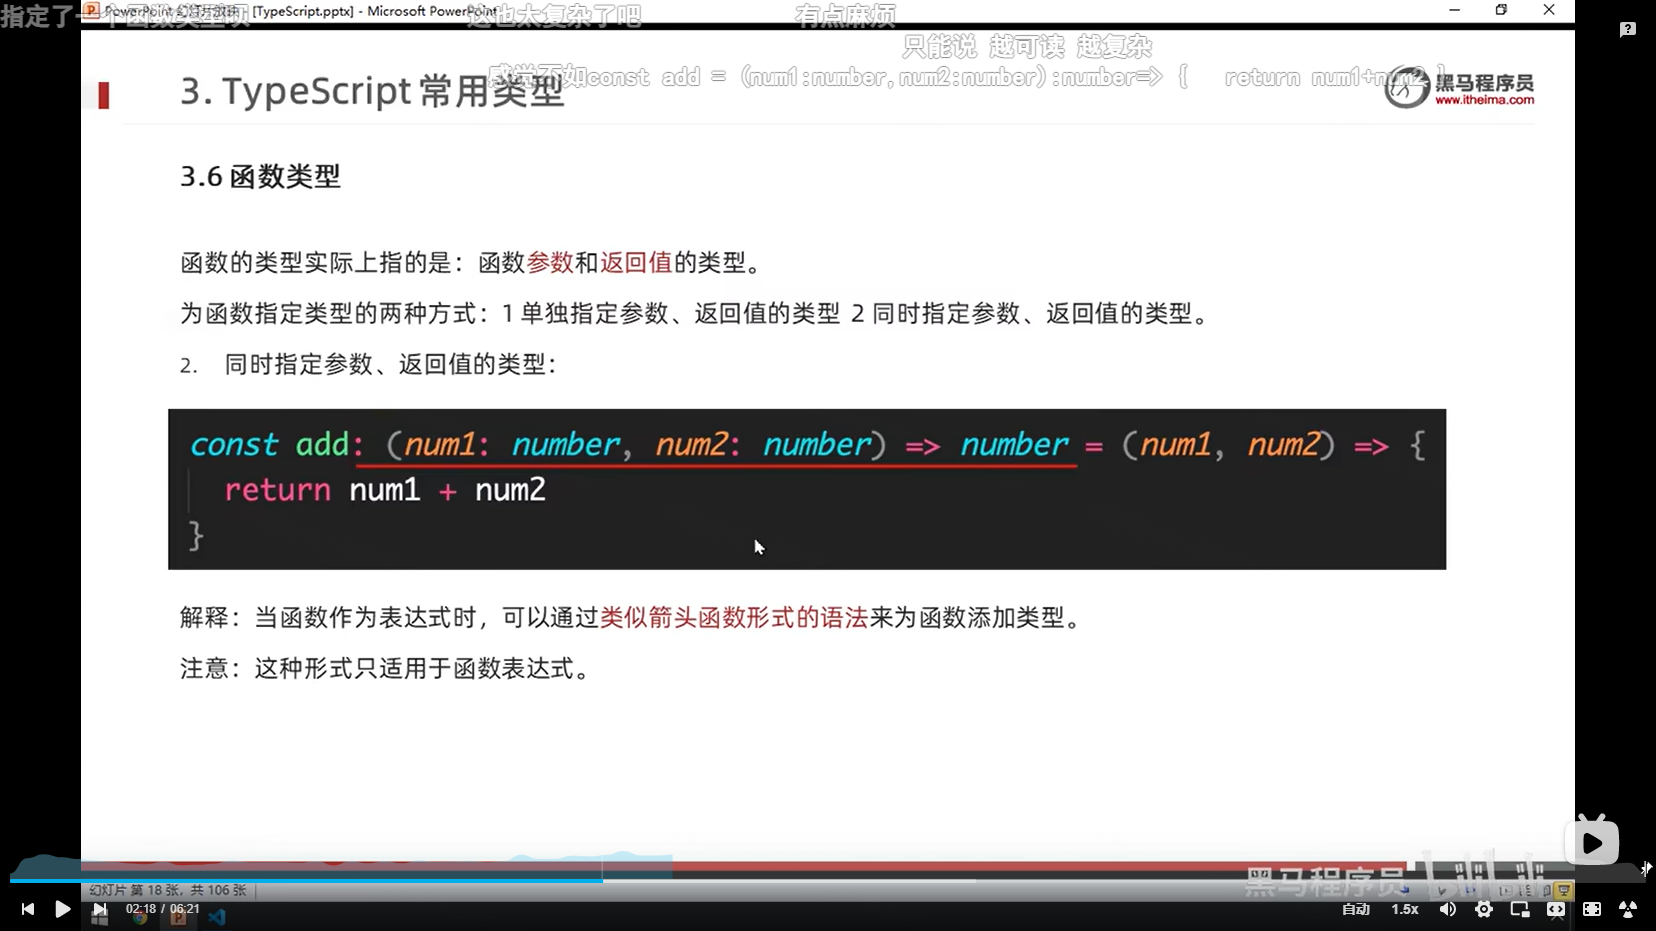 PowerPoint 幻灯片放映 - [TypeScript.pptx] - Microsoft PowerPoint
这也太复杂了吧
有点麻烦
只能说 越可读 越复杂
感觉不如const add = (num1:number,num2:number):number=> { return num1+num2 }
3. TypeScript 常用类型
黑马程序员
www.itheima.com
3.6 函数类型
函数的类型实际上指的是：函数参数和返回值的类型。
为函数指定类型的两种方式：1 单独指定参数、返回值的类型 2 同时指定参数、返回值的类型。
2. 同时指定参数、返回值的类型：
const add: (num1: number, num2: number) => number = (num1, num2) => {
return num1 + num2
}
解释：当函数作为表达式时，可以通过类似箭头函数形式的语法来为函数添加类型。
注意：这种形式只适用于函数表达式。
黑马程序员 bilibili
幻灯片 第 18 张，共 106 张
02:18 / 06:21
自动
1.5x